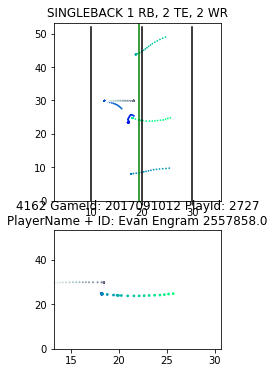 SINGLEBACK 1 RB, 2 TE, 2 WR
50
40
30
20
10
0
10 20 30
4162 GameId: 2017091012 PlayId: 2727
PlayerName + ID: Evan Engram 2557858.0
40
20
0
15 20 25 30